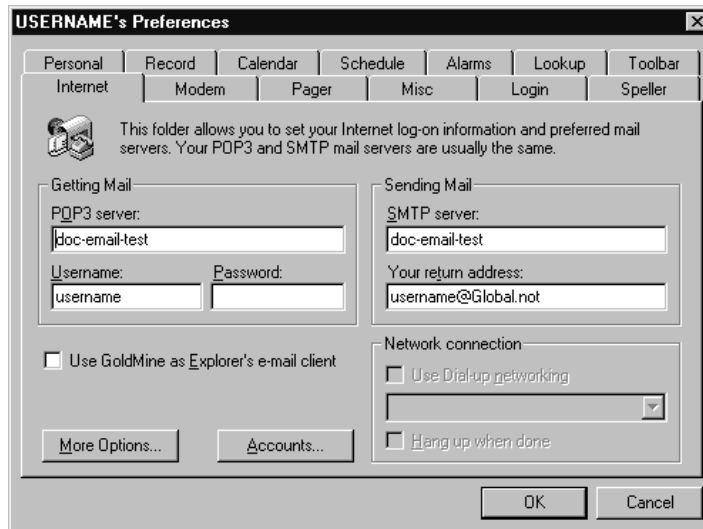 USERNAME's Preferences
Personal Record Calendar Schedule Alarms Lookup Toolbar
Internet Modem Pager Misc Login Speller
This folder allows you to set your Internet log-on information and preferred mail
servers. Your POP3 and SMTP mail servers are usually the same.
Getting Mail
POP3 server:
doc-email-test
Username: Password:
username
Sending Mail
SMTP server:
doc-email-test
Your return address:
username@Global.not
Use GoldMine as Explorer's e-mail client
Network connection
Use Dial-up networking
Hang up when done
More Options... Accounts...
OK Cancel